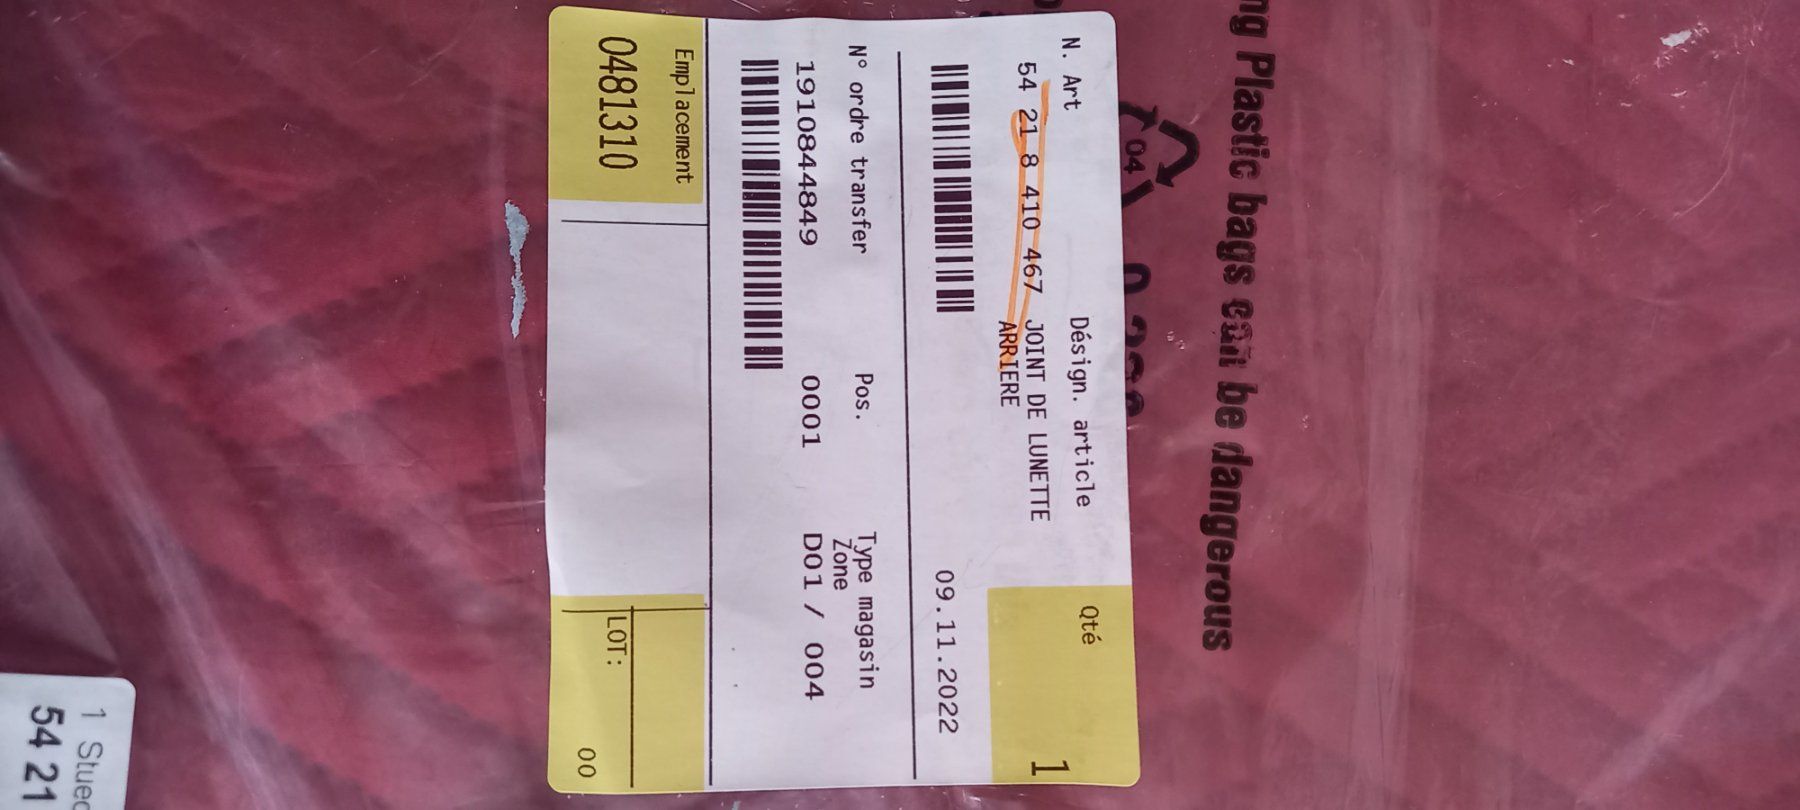 N. Art Désign. article Qté
54 21 8 410 467 JOINT DE LUNETTE 1
ARRIERE
09.11.2022
N° ordre transfer Pos. Type magasin
Zone
1910844849 0001 D01 / 004
Emplacement
0481310
LOT:
00
Plastic bags can be dangerous
04
1
54 21